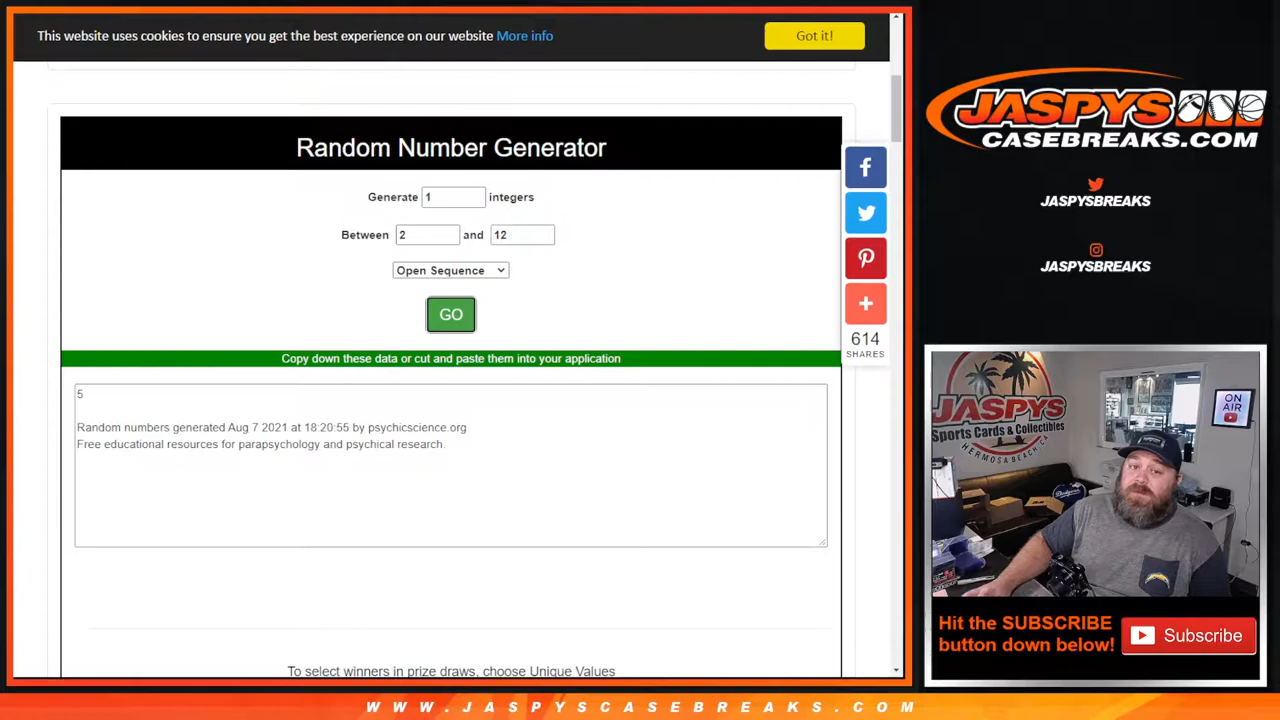 This website uses cookies to ensure you get the best experience on our website More info
Got it!
Random Number Generator
Generate 1 integers
Between 2 and 12
Open Sequence
GO
Copy down these data or cut and paste them into your application
5
Random numbers generated Aug 7 2021 at 18:20:55 by psychicscience.org
Free educational resources for parapsychology and psychical research.
To select winners in prize draws, choose Unique Values
614
SHARES
JASPYS
CASEBREAKS.COM
JASPYSBREAKS
JASPYSBREAKS
JASPYS
Sports Cards & Collectibles
HERMOSA BEACH, CA
ON
AIR
Dodgers
Hit the SUBSCRIBE
button down below!
Subscribe
WWW.JASPYSCASEBREAKS.COM